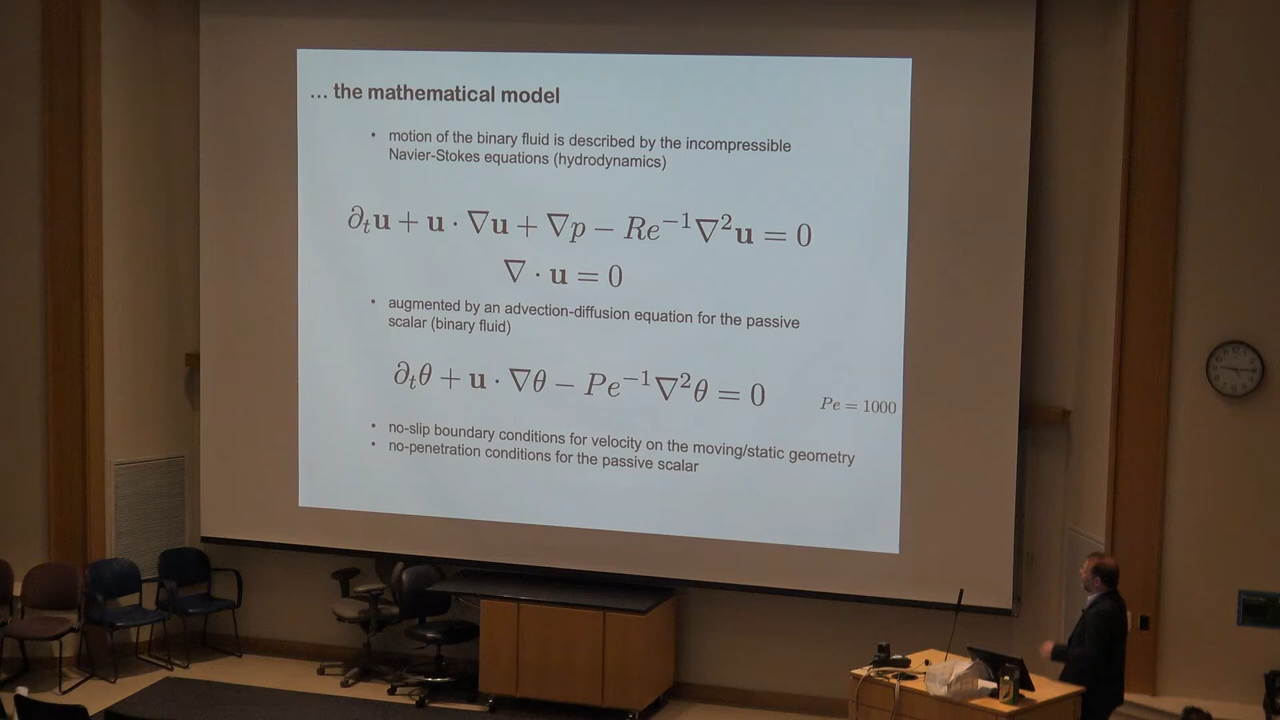 ... the mathematical model
• motion of the binary fluid is described by the incompressible
Navier-Stokes equations (hydrodynamics)
∂ₜu + u · ∇u + ∇p − Re⁻¹∇²u = 0
∇ · u = 0
• augmented by an advection-diffusion equation for the passive
scalar (binary fluid)
∂ₜθ + u · ∇θ − Pe⁻¹∇²θ = 0
Pe = 1000
• no-slip boundary conditions for velocity on the moving/static geometry
• no-penetration conditions for the passive scalar